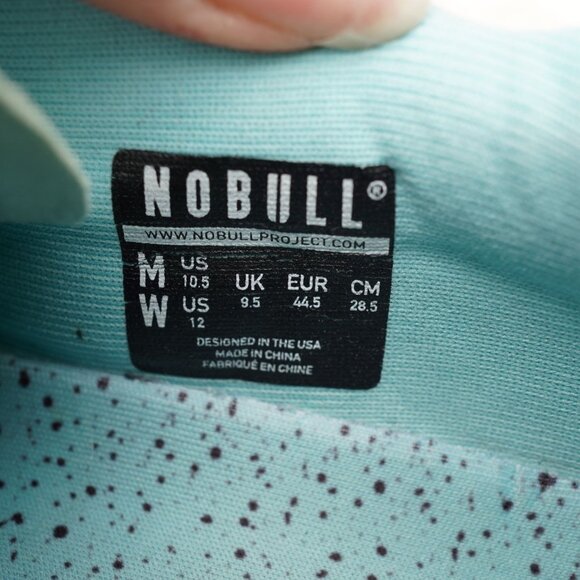 NOBULL®
WWW.NOBULLPROJECT.COM
M US 10.5 UK 9.5 EUR 44.5 CM 28.5
W US 12
DESIGNED IN THE USA
MADE IN CHINA
FABRIQUÉ EN CHINE